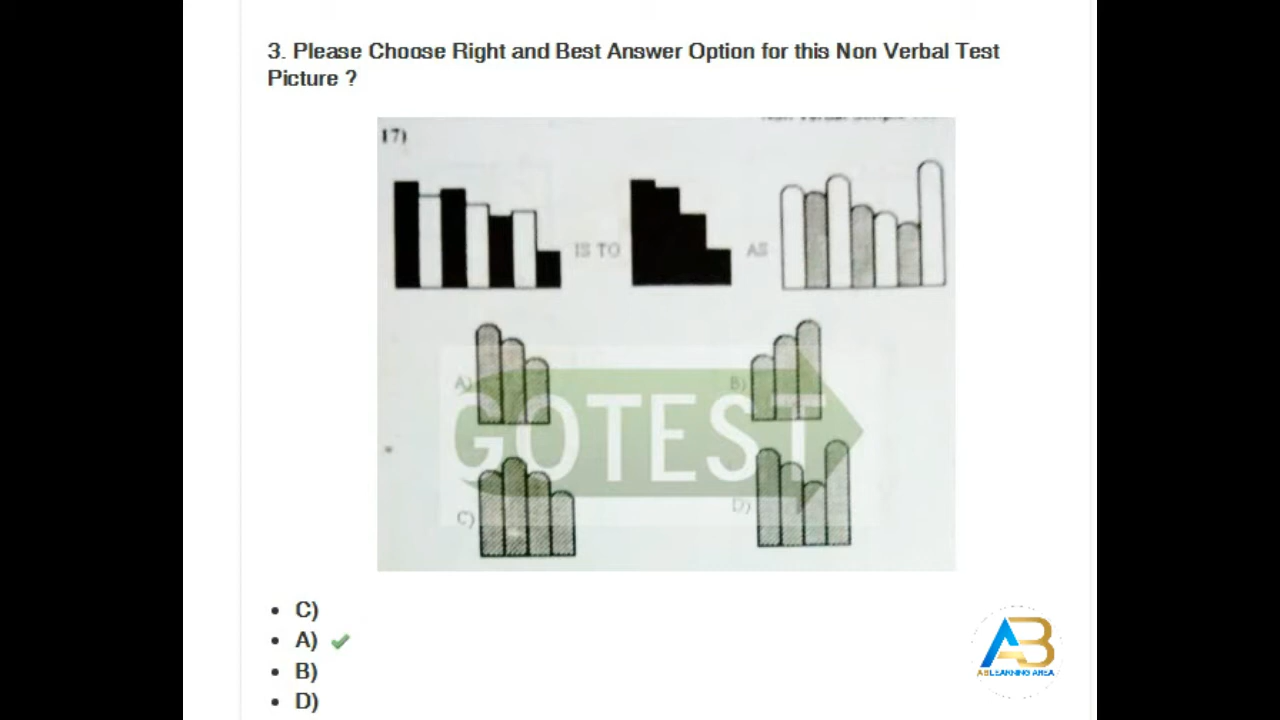 3. Please Choose Right and Best Answer Option for this Non Verbal Test
Picture ?
17)
IS TO
AS
A)
B)
GOTEST
C)
D)
C)
A)
B)
D)
AB
AB LEARNING AREA